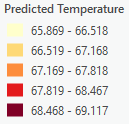 Predicted Temperature
65.869 - 66.518
66.519 - 67.168
67.169 - 67.818
67.819 - 68.467
68.468 - 69.117